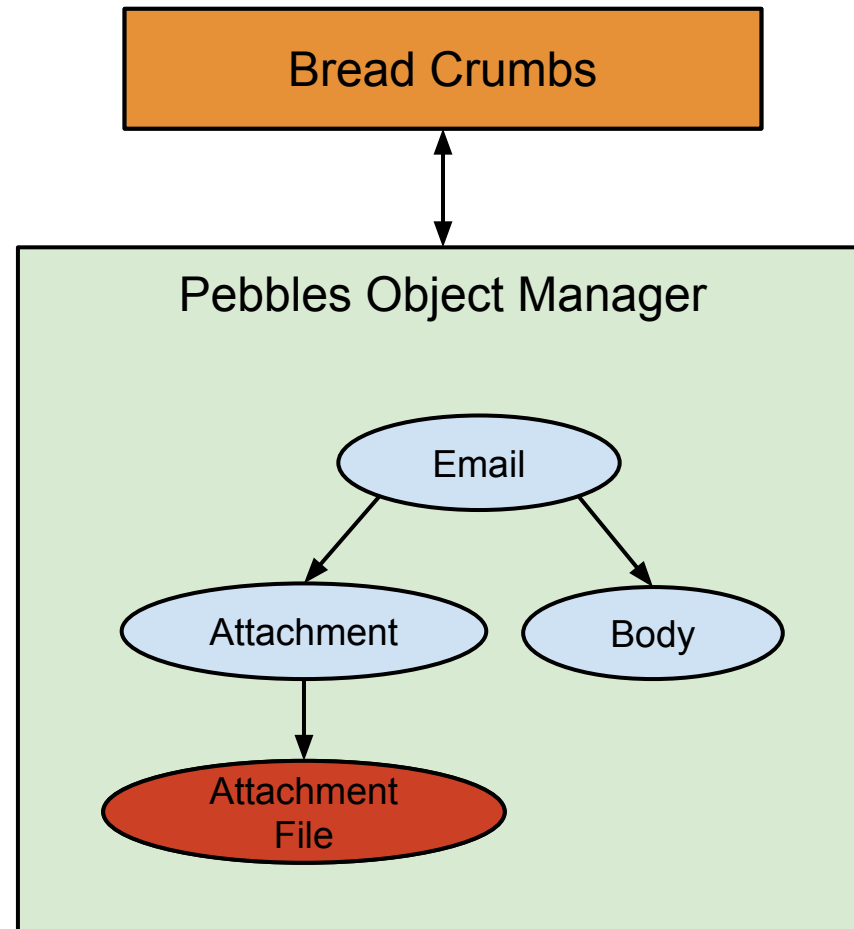 Bread Crumbs
Pebbles Object Manager
Email
Attachment
Body
Attachment
File